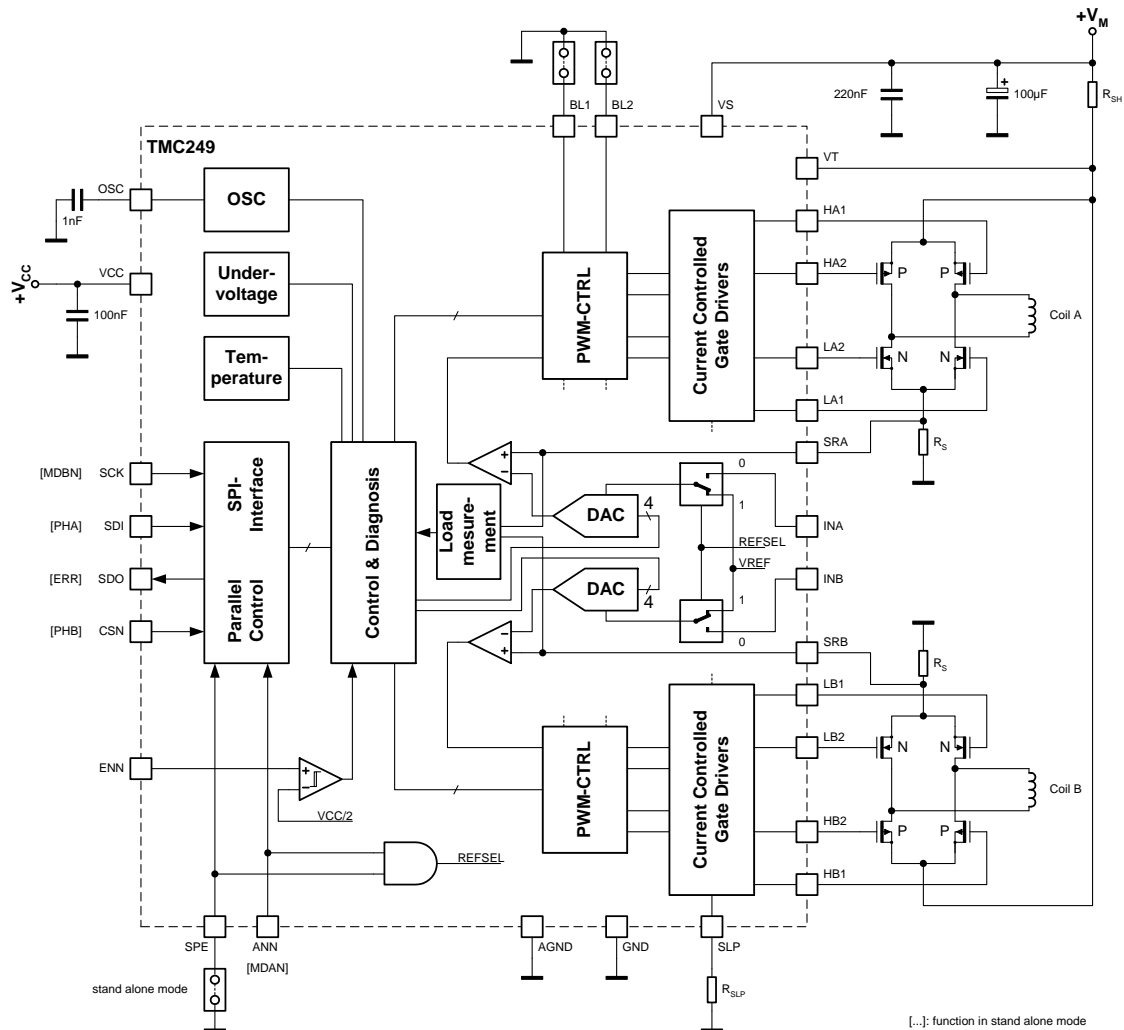 +VM
220nF
+
100µF
RSH
BL1
BL2
VS
TMC249
VT
OSC
OSC
1nF
HA1
VCC
+VCC
100nF
Under-
voltage
HA2
P
P
PWM-CTRL
Current Controlled
Gate Drivers
Coil A
Tem-
perature
LA2
N
N
LA1
SRA
RS
[MDBN]
SCK
[PHA]
SDI
[ERR]
SDO
[PHB]
CSN
SPI-
Interface
Parallel
Control
Control & Diagnosis
Load
mesure-
ment
+
−
DAC
4
0
1
INA
REFSEL
VREF
DAC
4
1
0
INB
−
+
SRB
RS
LB1
LB2
N
N
PWM-CTRL
Current Controlled
Gate Drivers
Coil B
HB2
P
P
HB1
ENN
+
−
VCC/2
REFSEL
SPE
ANN
[MDAN]
AGND
GND
SLP
stand alone mode
RSLP
[...]: function in stand alone mode